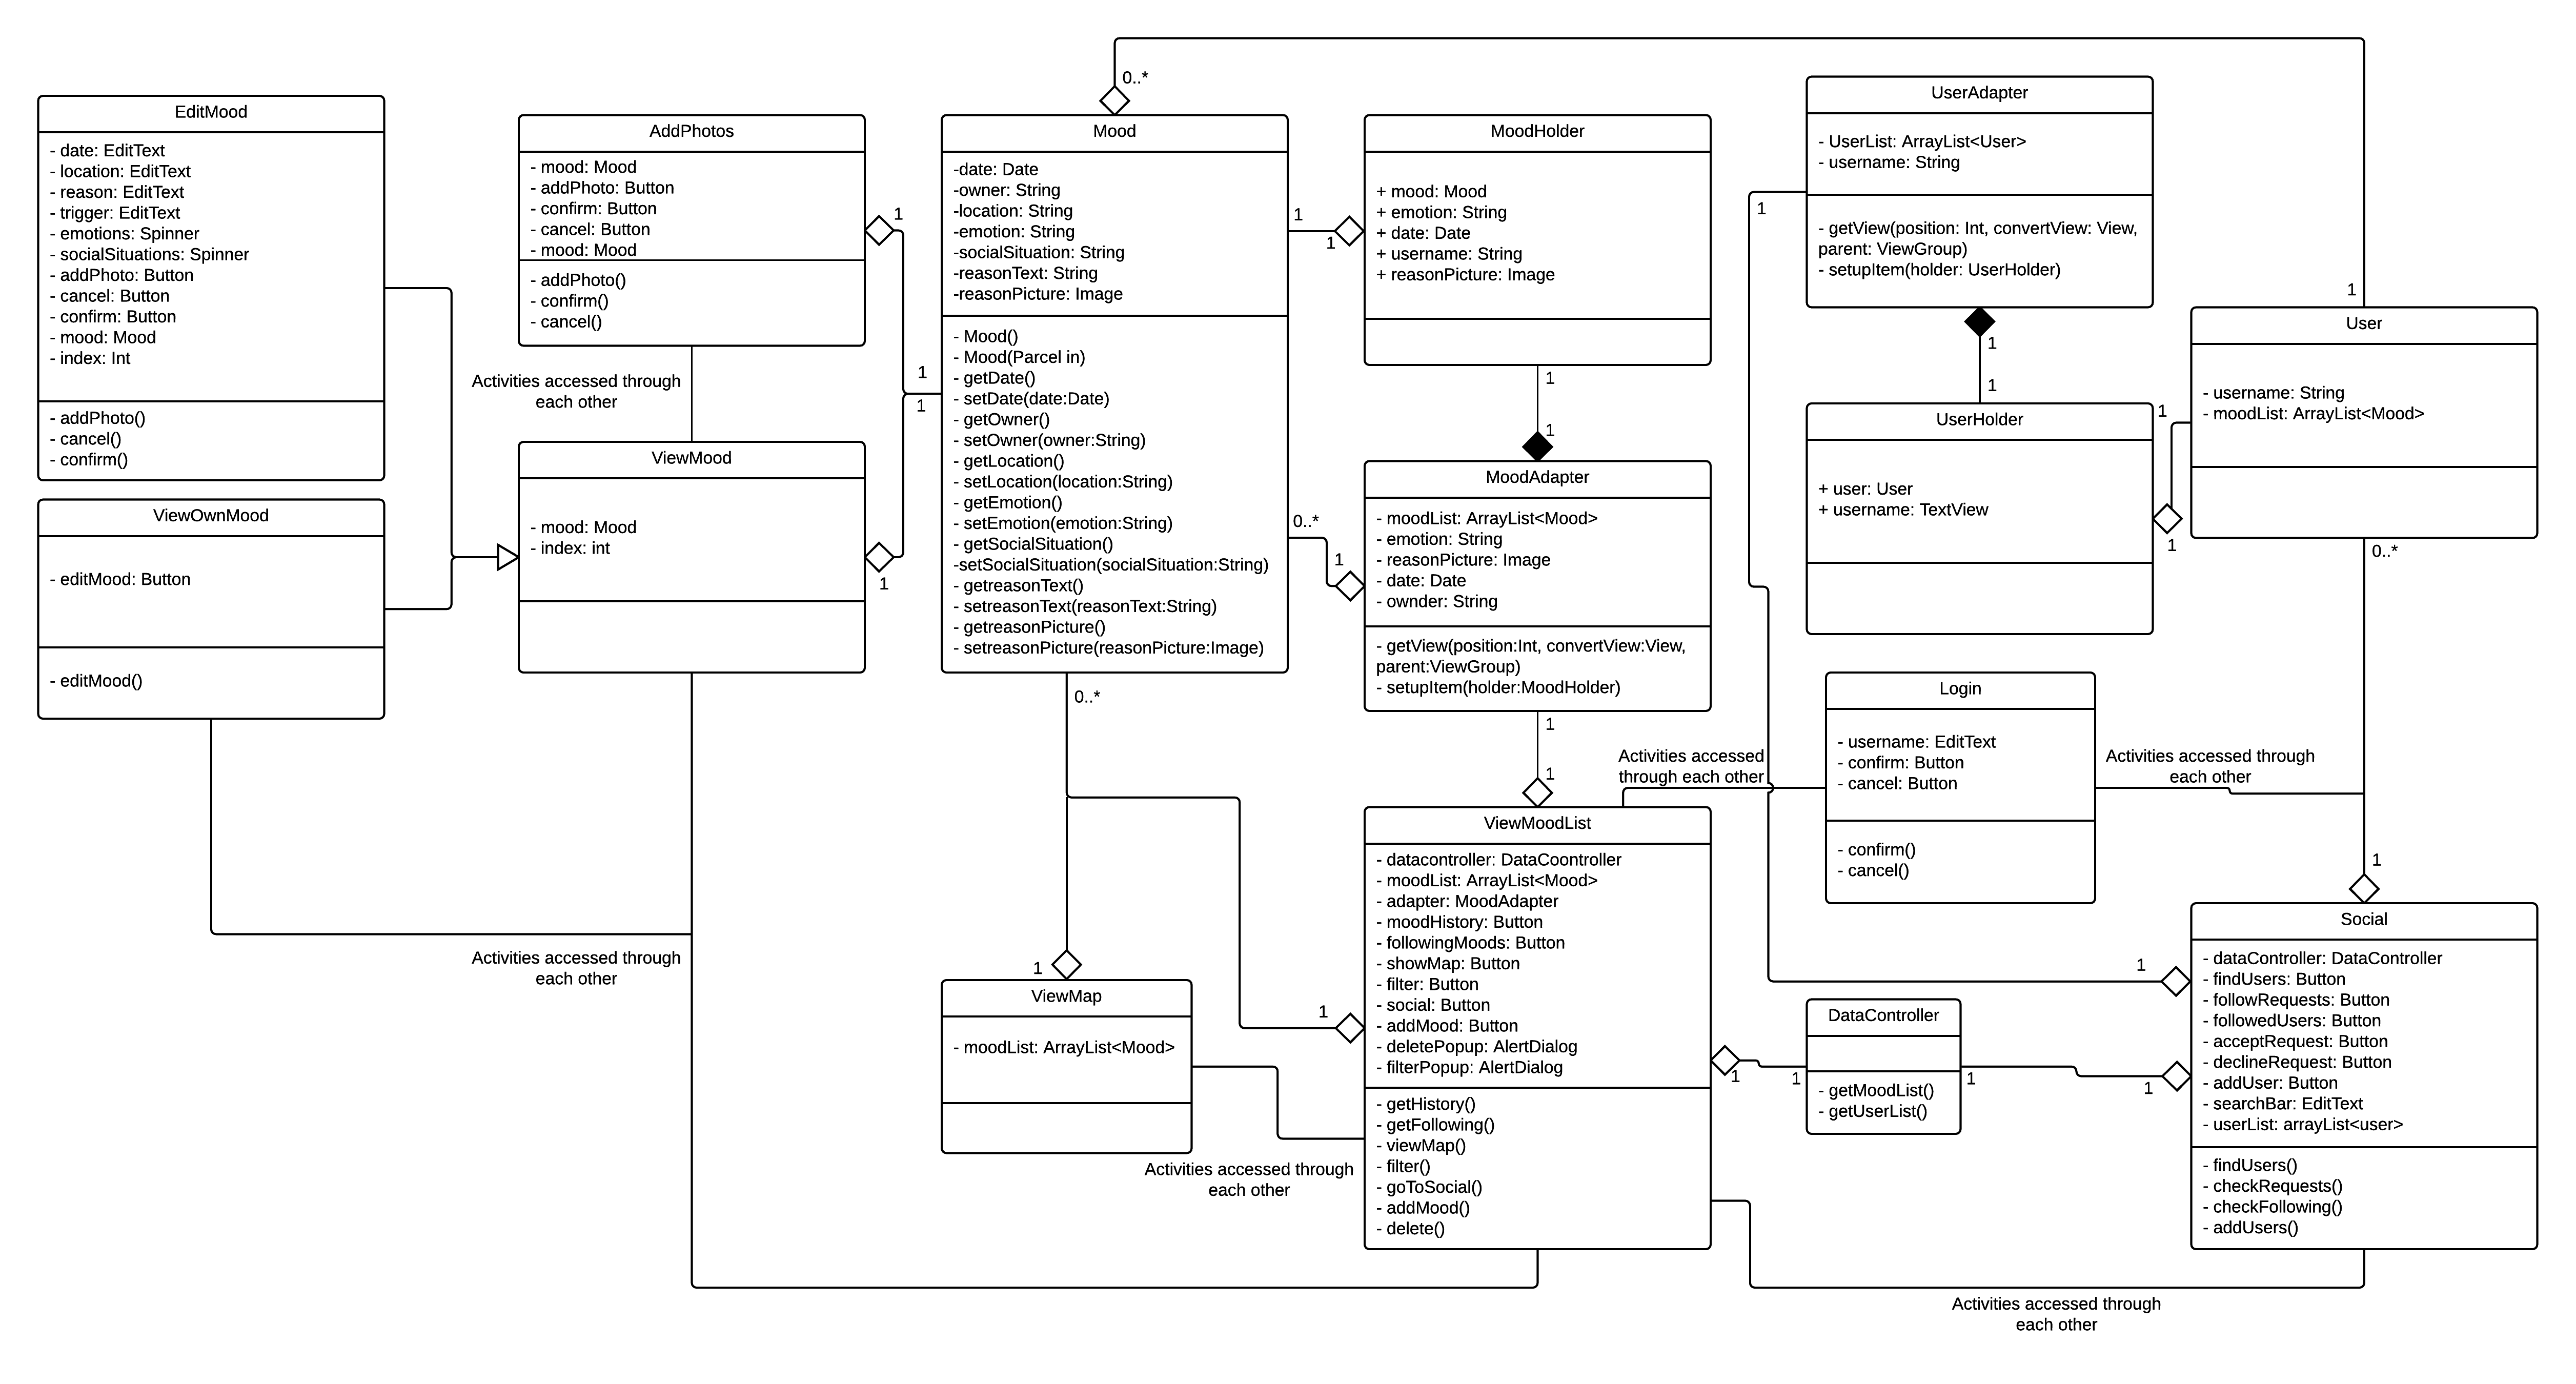 EditMood
- date: EditText
- location: EditText
- reason: EditText
- trigger: EditText
- emotions: Spinner
- socialSituations: Spinner
- addPhoto: Button
- cancel: Button
- confirm: Button
- mood: Mood
- index: Int
- addPhoto()
- cancel()
- confirm()
ViewOwnMood
- editMood: Button
- editMood()
AddPhotos
- mood: Mood
- addPhoto: Button
- confirm: Button
- cancel: Button
- mood: Mood
- addPhoto()
- confirm()
- cancel()
1
Activities accessed through
each other
ViewMood
- mood: Mood
- index: int
1
1
1
Activities accessed through
each other
0..*
Mood
-date: Date
-owner: String
-location: String
-emotion: String
-socialSituation: String
-reasonText: String
-reasonPicture: Image
- Mood()
- Mood(Parcel in)
- getDate()
- setDate(date:Date)
- getOwner()
- setOwner(owner:String)
- getLocation()
- setLocation(location:String)
- getEmotion()
- setEmotion(emotion:String)
- getSocialSituation()
-setSocialSituation(socialSituation:String)
- getreasonText()
- setreasonText(reasonText:String)
- getreasonPicture()
- setreasonPicture(reasonPicture:Image)
0..*
1
ViewMap
- moodList: ArrayList<Mood>
Activities accessed through
each other
1
1
MoodHolder
+ mood: Mood
+ emotion: String
+ date: Date
+ username: String
+ reasonPicture: Image
1
1
0..*
1
MoodAdapter
- moodList: ArrayList<Mood>
- emotion: String
- reasonPicture: Image
- date: Date
- ownder: String
- getView(position:Int, convertView:View,
parent:ViewGroup)
- setupItem(holder:MoodHolder)
1
1
1
ViewMoodList
- datacontroller: DataCoontroller
- moodList: ArrayList<Mood>
- adapter: MoodAdapter
- moodHistory: Button
- followingMoods: Button
- showMap: Button
- filter: Button
- social: Button
- addMood: Button
- deletePopup: AlertDialog
- filterPopup: AlertDialog
- getHistory()
- getFollowing()
- viewMap()
- filter()
- goToSocial()
- addMood()
- delete()
UserAdapter
- UserList: ArrayList<User>
- username: String
- getView(position: Int, convertView: View,
parent: ViewGroup)
- setupItem(holder: UserHolder)
1
1
1
UserHolder
+ user: User
+ username: TextView
1
1
1
User
- username: String
- moodList: ArrayList<Mood>
0..*
Activities accessed
through each other
Login
- username: EditText
- confirm: Button
- cancel: Button
- confirm()
- cancel()
Activities accessed through
each other
1
1
1
1
DataController
- getMoodList()
- getUserList()
1
1
Social
- dataController: DataController
- findUsers: Button
- followRequests: Button
- followedUsers: Button
- acceptRequest: Button
- declineRequest: Button
- addUser: Button
- searchBar: EditText
- userList: arrayList<user>
- findUsers()
- checkRequests()
- checkFollowing()
- addUsers()
Activities accessed through
each other